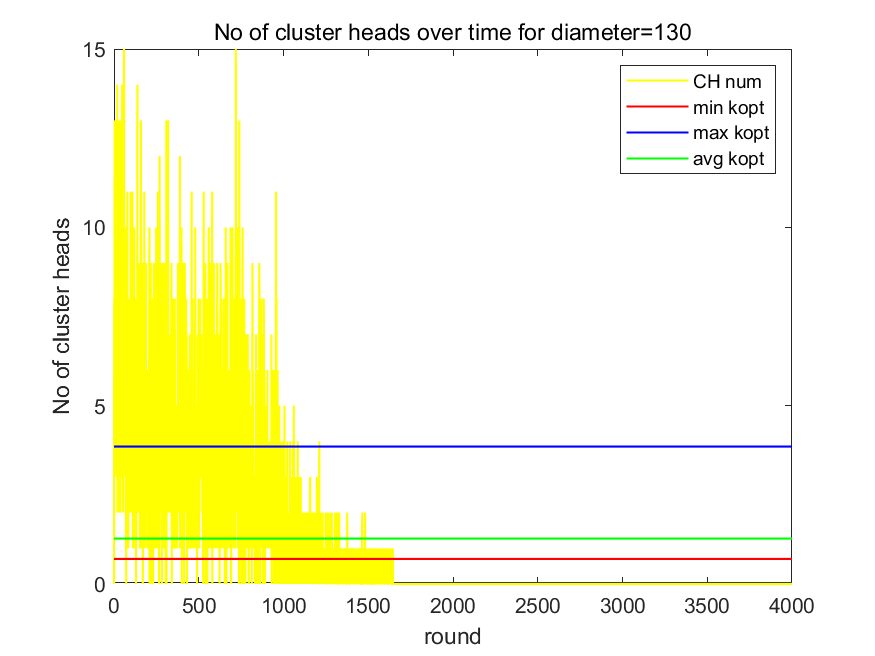 No of cluster heads over time for diameter=130
15
10
5
0
No of cluster heads
CH num
min kopt
max kopt
avg kopt
0 500 1000 1500 2000 2500 3000 3500 4000
round